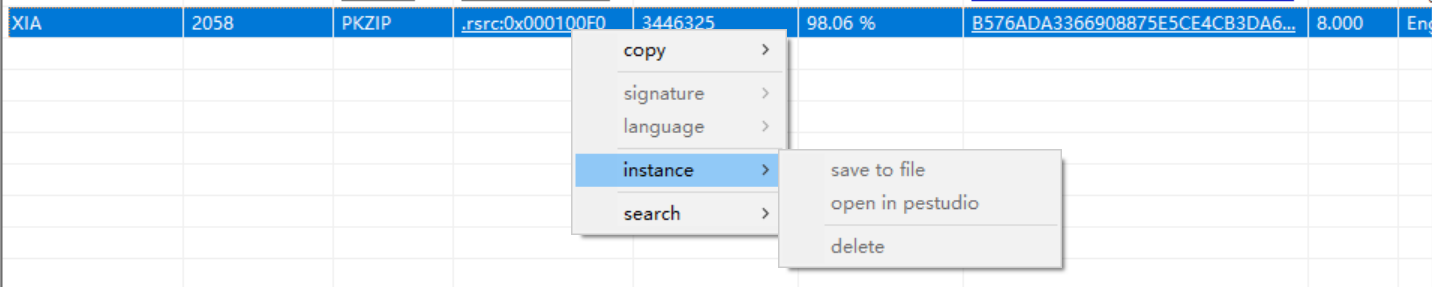 XIA 2058 PKZIP .rsrc:0x000100F0 3446325 98.06 % B576ADA3366908875E5CE4CB3DA6... 8.000 Eng
copy
signature
language
instance
save to file
open in pestudio
search
delete